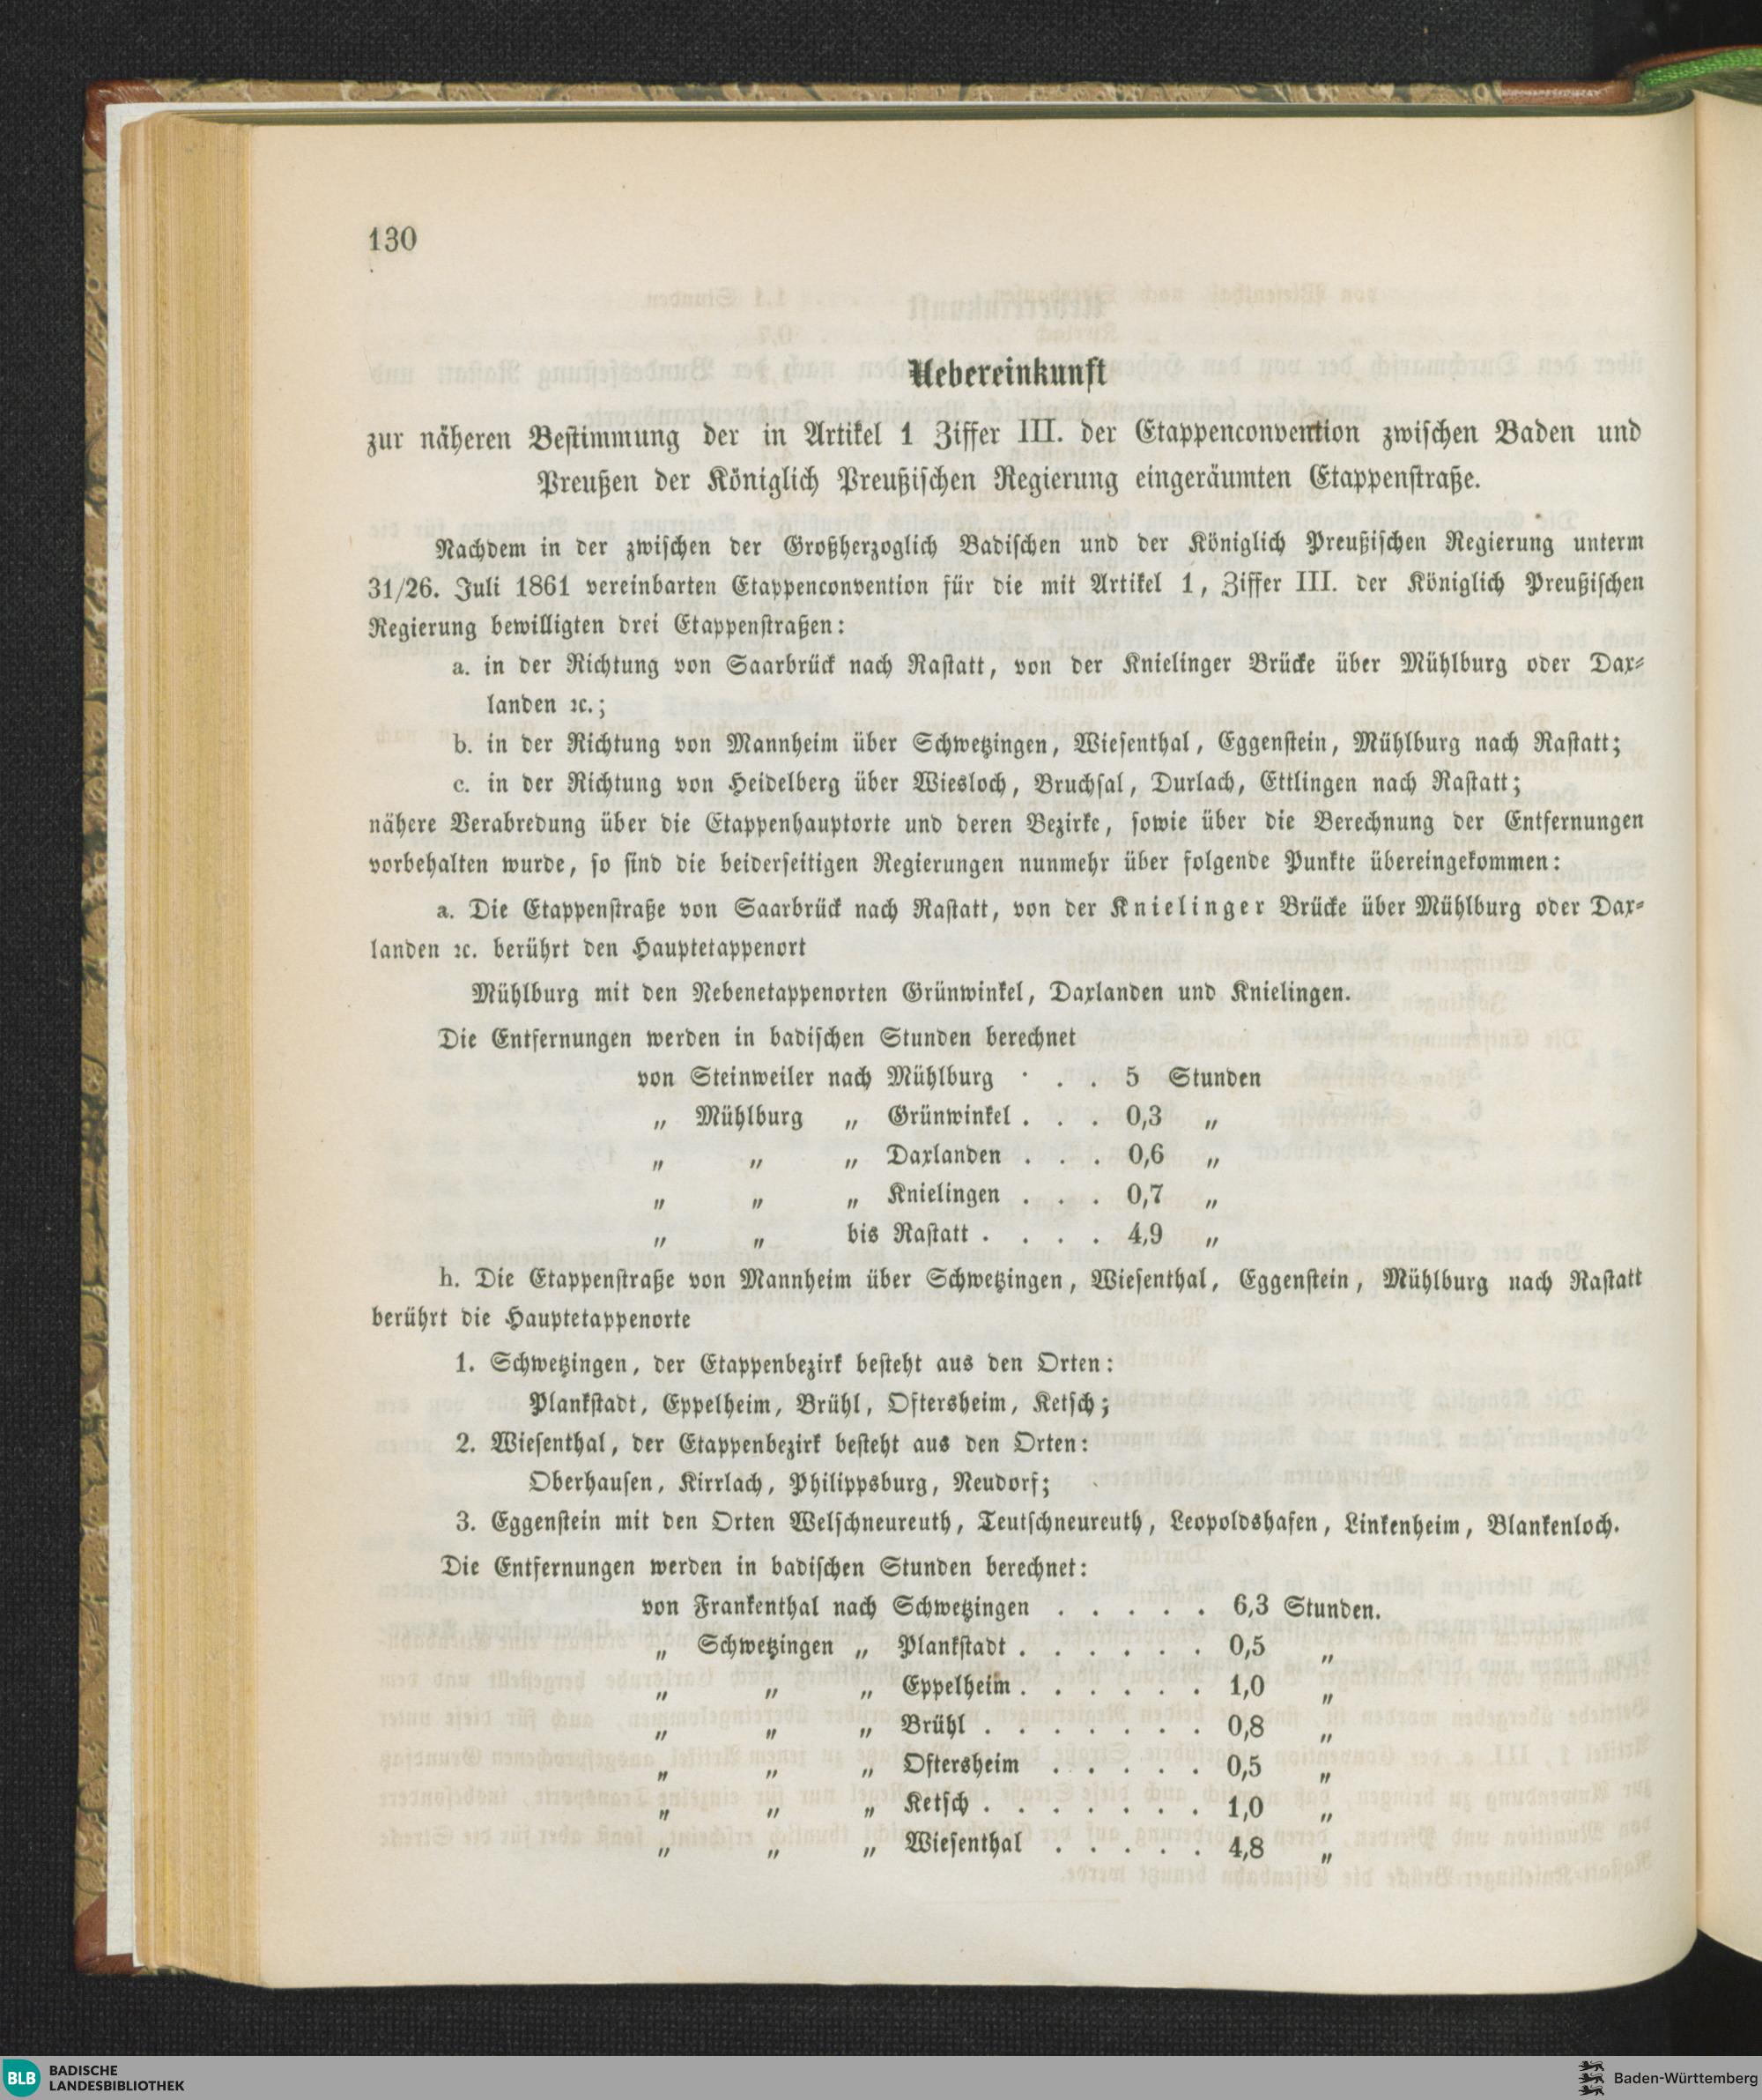 130
Uebereinkunft
zur näheren Bestimmung der in Artikel 1 Ziffer III. der Etappenconvention zwischen Baden und
Preußen der Königlich Preußischen Regierung eingeräumten Etappenstraße.
Nachdem in der zwischen der Großherzoglich Badischen und der Königlich Preußischen Regierung unterm
31/26. Juli 1861 vereinbarten Etappenconvention für die mit Artikel 1, Ziffer III. der Königlich Preußischen
Regierung bewilligten drei Etappenstraßen:
a. in der Richtung von Saarbrück nach Rastatt, von der Knielinger Brücke über Mühlburg oder Dax-
landen ꝛc.;
b. in der Richtung von Mannheim über Schwetzingen, Wiesenthal, Eggenstein, Mühlburg nach Rastatt;
c. in der Richtung von Heidelberg über Wiesloch, Bruchsal, Durlach, Ettlingen nach Rastatt;
nähere Verabredung über die Etappenhauptorte und deren Bezirke, sowie über die Berechnung der Entfernungen
vorbehalten wurde, so sind die beiderseitigen Regierungen nunmehr über folgende Punkte übereingekommen:
a. Die Etappenstraße von Saarbrück nach Rastatt, von der Knielinger Brücke über Mühlburg oder Dax-
landen ꝛc. berührt den Hauptetappenort
Mühlburg mit den Nebenetappenorten Grünwinkel, Daxlanden und Knielingen.
Die Entfernungen werden in badischen Stunden berechnet
von Steinweiler nach Mühlburg . . . 5 Stunden
„ Mühlburg „ Grünwinkel . . . 0,3 „
„ „ „ Daxlanden . . . 0,6 „
„ „ „ Knielingen . . . 0,7 „
„ „ bis Rastatt . . . . 4,9 „
h. Die Etappenstraße von Mannheim über Schwetzingen, Wiesenthal, Eggenstein, Mühlburg nach Rastatt
berührt die Hauptetappenorte
1. Schwetzingen, der Etappenbezirk besteht aus den Orten:
Plankstadt, Eppelheim, Brühl, Oftersheim, Ketsch;
2. Wiesenthal, der Etappenbezirk besteht aus den Orten:
Oberhausen, Kirrlach, Philippsburg, Neudorf;
3. Eggenstein mit den Orten Welschneureuth, Teutschneureuth, Leopoldshafen, Linkenheim, Blankenloch.
Die Entfernungen werden in badischen Stunden berechnet:
von Frankenthal nach Schwetzingen . . . . . 6,3 Stunden.
„ Schwetzingen „ Plankstadt . . . . . . 0,5 „
„ „ „ Eppelheim . . . . . . 1,0 „
„ „ „ Brühl . . . . . . . 0,8 „
„ „ „ Oftersheim . . . . . 0,5 „
„ „ „ Ketsch . . . . . . . 1,0 „
„ „ „ Wiesenthal . . . . . 4,8 „
BLB BADISCHE
LANDESBIBLIOTHEK
Baden-Württemberg